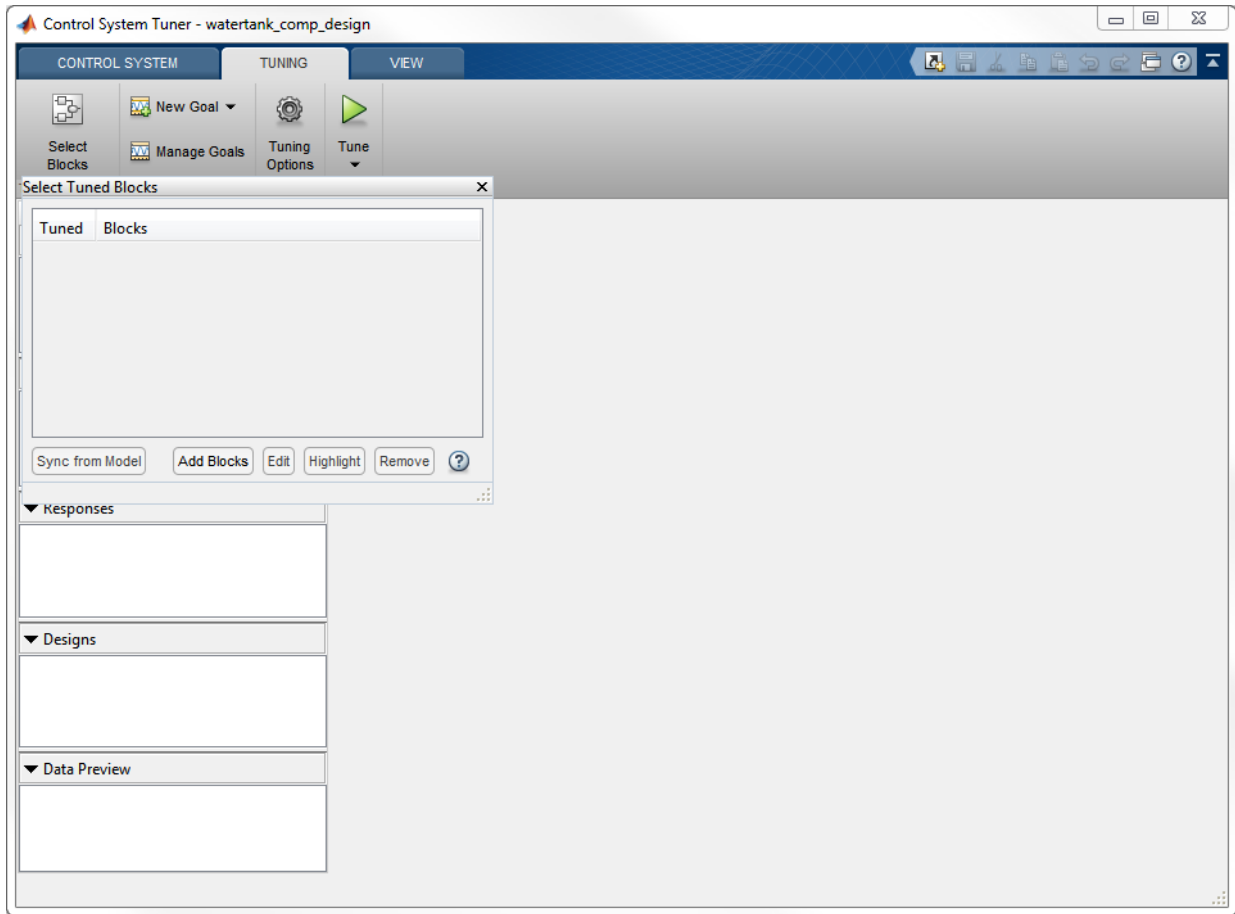 Control System Tuner - watertank_comp_design
CONTROL SYSTEM TUNING VIEW
New Goal
Select Blocks
Manage Goals
Tuning Options
Tune
Select Tuned Blocks
Tuned Blocks
Sync from Model Add Blocks Edit Highlight Remove
Responses
Designs
Data Preview